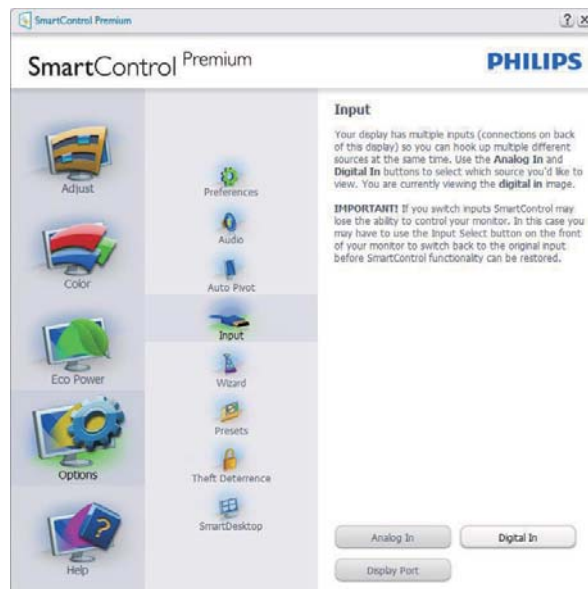 SmartControl Premium
SmartControl Premium
PHILIPS
Adjust
Color
Eco Power
Options
Help
Preferences
Audio
Auto Pivot
Input
Wizard
Presets
Theft Deterrence
SmartDesktop
Input
Your display has multiple inputs (connections on back
of this display) so you can hook up multiple different
sources at the same time. Use the Analog In and
Digital In buttons to select which source you'd like to
view. You are currently viewing the digital in image.
IMPORTANT! If you switch inputs SmartControl may
lose the ability to control your monitor. In this case you
may have to use the Input Select button on the front
of your monitor to switch back to the original input
before SmartControl functionality can be restored.
Analog In
Digital In
Display Port